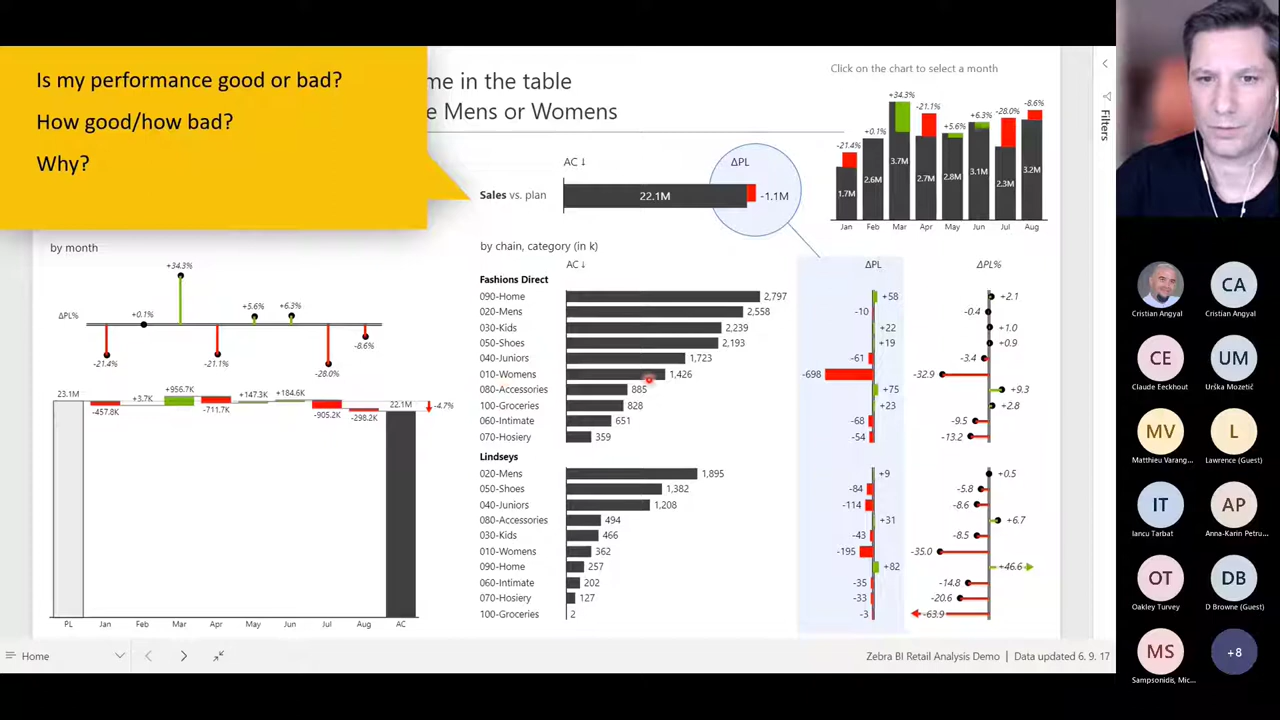 Is my performance good or bad?
How good/how bad?
Why?
me in the table
e Mens or Womens
Click on the chart to select a month
-21.4%
+0.1%
+34.3%
-21.1%
+5.6%
+6.3%
-28.0%
-8.6%
1.7M
2.6M
3.7M
2.7M
2.8M
3.1M
2.3M
3.2M
Jan Feb Mar Apr May Jun Jul Aug
Filters
AC ↓
ΔPL
Sales vs. plan
22.1M
-1.1M
by month
+34.3%
+0.1%
+5.6%
+6.3%
ΔPL%
-21.4%
-21.1%
-28.0%
-8.6%
23.1M
-457.8K
+3.7K
+956.7K
-711.7K
+147.3K
+184.6K
-905.2K
-298.2K
22.1M
-4.7%
PL Jan Feb Mar Apr May Jun Jul Aug AC
by chain, category (in k)
AC ↓ ΔPL ΔPL%
Fashions Direct
090-Home 2,797 +58 +2.1
020-Mens 2,558 -10 -0.4
030-Kids 2,239 +22 +1.0
050-Shoes 2,193 +19 +0.9
040-Juniors 1,723 -61 -3.4
010-Womens 1,426 -698 -32.9
080-Accessories 885 +75 +9.3
100-Groceries 828 +23 +2.8
060-Intimate 651 -68 -9.5
070-Hosiery 359 -54 -13.2
Lindseys
020-Mens 1,895 +9 +0.5
050-Shoes 1,382 -84 -5.8
040-Juniors 1,208 -114 -8.6
080-Accessories 494 +31 +6.7
030-Kids 466 -43 -8.5
010-Womens 362 -195 -35.0
090-Home 257 +82 +46.6
060-Intimate 202 -35 -14.8
070-Hosiery 127 -33 -20.6
100-Groceries 2 -3 -63.9
Home
Zebra BI Retail Analysis Demo | Data updated 6. 9. 17
Cristian Angyal
CA
Cristian Angyal
CE
Claude Eeckhout
UM
Urška Mozetič
MV
Matthieu Varang...
L
Lawrence (Guest)
IT
Iancu Tarbat
AP
Anna-Karin Petru...
OT
Oakley Turvey
DB
D Browne (Guest)
MS
Sampsonidis, Mic...
+8